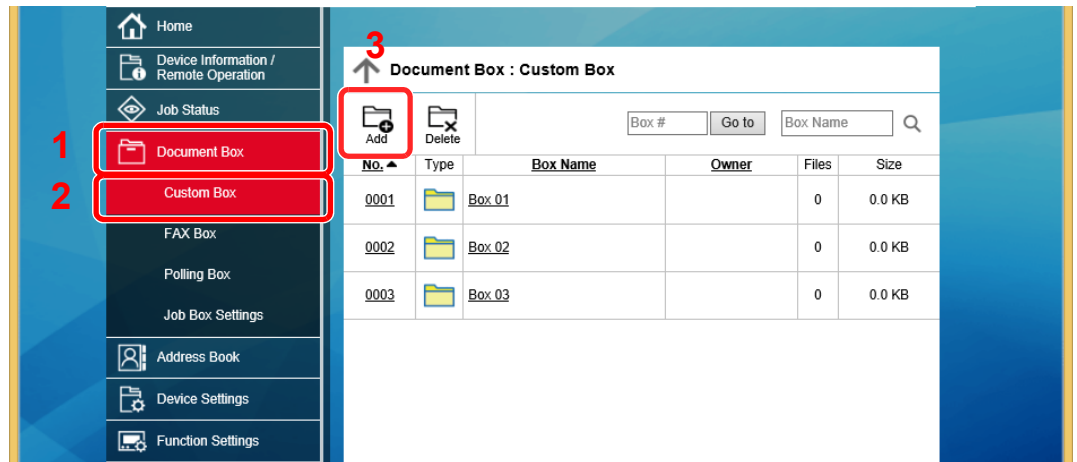 Home
Device Information /
Remote Operation
Job Status
1
Document Box
2
Custom Box
FAX Box
Polling Box
Job Box Settings
Address Book
Device Settings
Function Settings
3
Document Box : Custom Box
Add Delete Box # Go to Box Name
No. Type Box Name Owner Files Size
0001 Box 01 0 0.0 KB
0002 Box 02 0 0.0 KB
0003 Box 03 0 0.0 KB